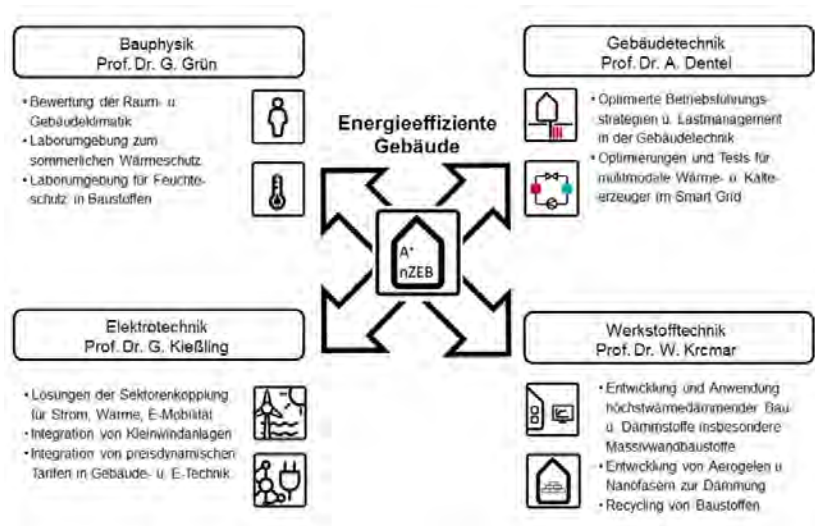 Bauphysik
Prof. Dr. G. Grün
• Bewertung der Raum- u.
Gebäudeklimatik
• Laborumgebung zum
sommerlichen Wärmeschutz
• Laborumgebung für Feuchte-
schutz in Baustoffen
Energieeffiziente
Gebäude
A+
nZEB
Gebäudetechnik
Prof. Dr. A. Dentel
• Optimierte Betriebsführungs-
strategien u. Lastmanagement
in der Gebäudetechnik
• Optimierungen und Tests für
multimodale Wärme- u. Kälte-
erzeuger im Smart Grid
Elektrotechnik
Prof. Dr. G. Kießling
• Lösungen der Sektorenkopplung
für Strom, Wärme, E-Mobilität
• Integration von Kleinwindanlagen
• Integration von preisdynamischen
Tarifen in Gebäude- u. E-Technik
Werkstofftechnik
Prof. Dr. W. Krcmar
• Entwicklung und Anwendung
höchstwärmedämmender Bau
u. Dämmstoffe insbesondere
Massivwandbaustoffe
• Entwicklung von Aerogelen u.
Nanofasern zur Dämmung
• Recycling von Baustoffen